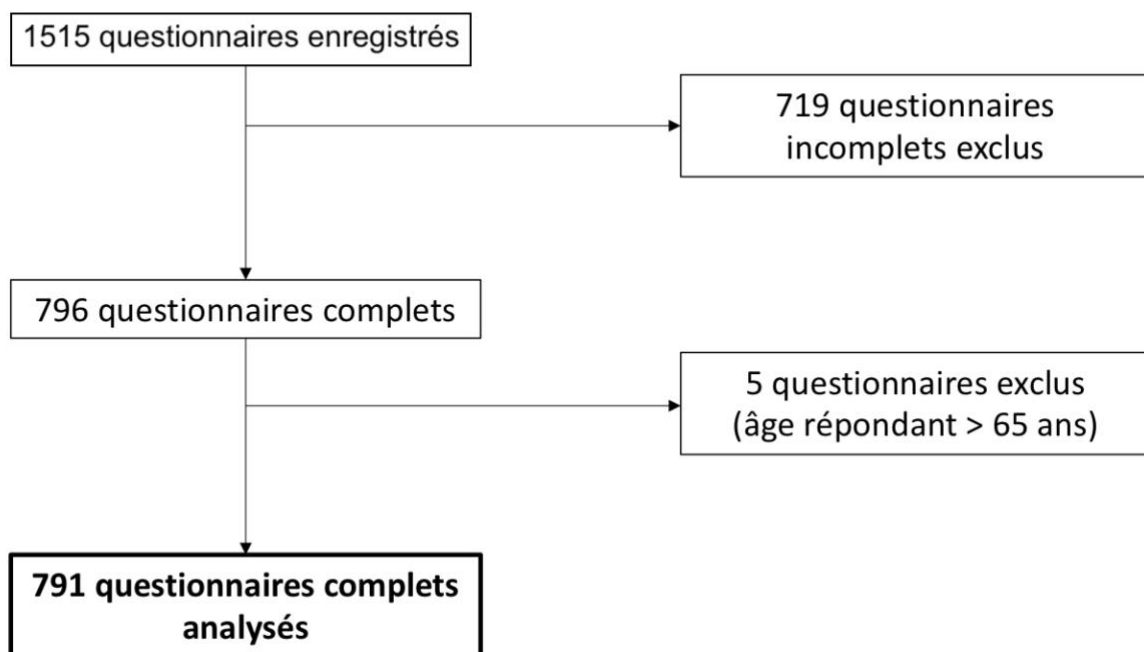 1515 questionnaires enregistrés
719 questionnaires
incomplets exclus
796 questionnaires complets
5 questionnaires exclus
(âge répondant > 65 ans)
791 questionnaires complets
analysés